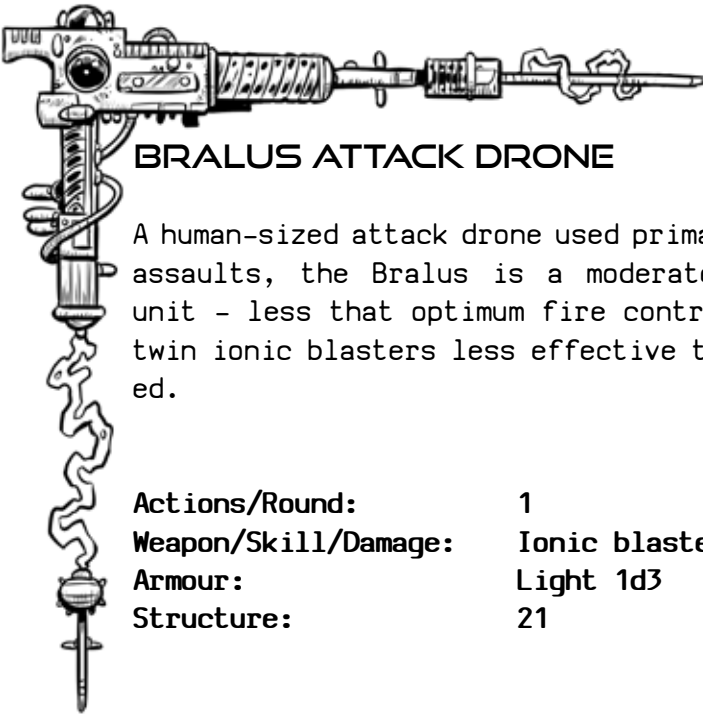 BRALUS ATTACK DRONE
A human-sized attack drone used prima
assaults, the Bralus is a moderat
unit - less that optimum fire contr
twin ionic blasters less effective t
ed.
Actions/Round: 1
Weapon/Skill/Damage: Ionic blaste
Armour: Light 1d3
Structure: 21